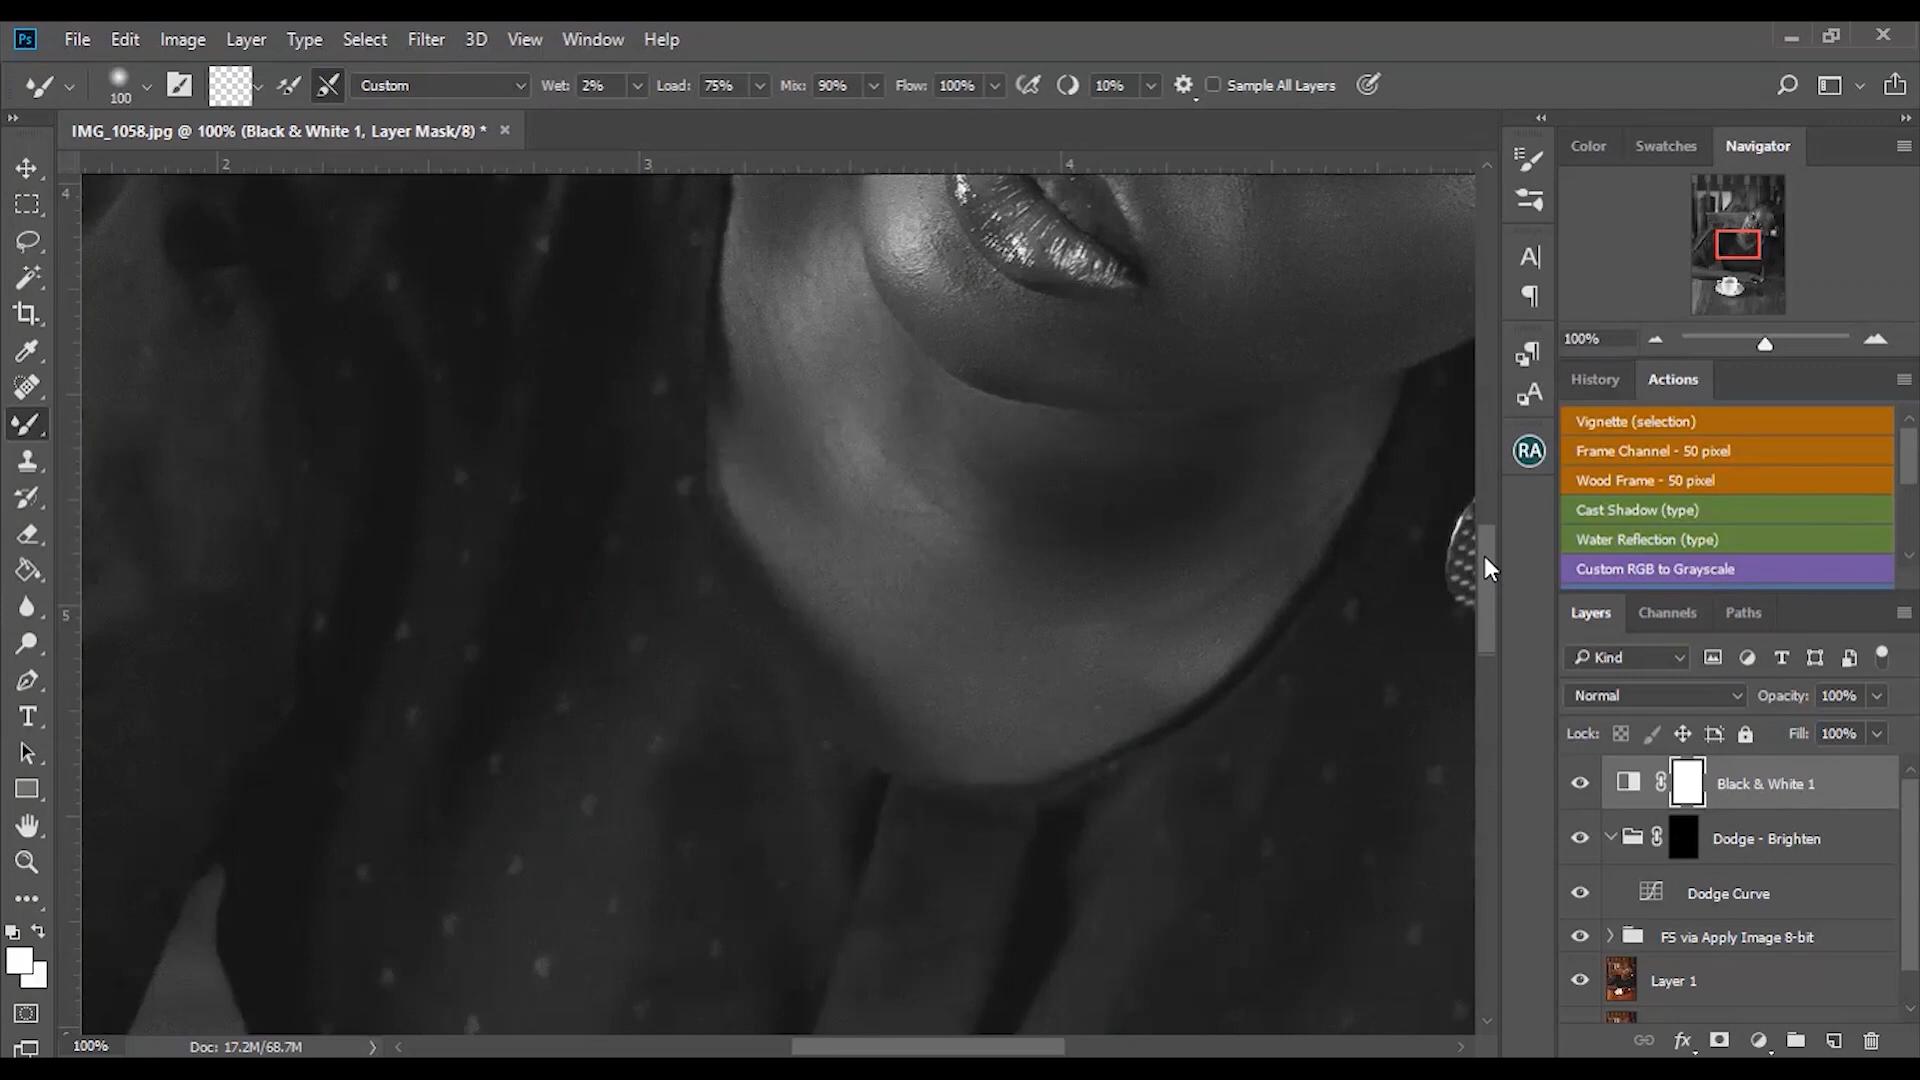 Ps File Edit Image Layer Type Select Filter 3D View Window Help
100 Custom Wet: 2% Load: 75% Mix: 90% Flow: 100% 10% Sample All Layers
IMG_1058.jpg @ 100% (Black & White 1, Layer Mask/8) * ×
2 3 4
4
5
Color Swatches Navigator
100%
History Actions
Vignette (selection)
Frame Channel - 50 pixel
Wood Frame - 50 pixel
Cast Shadow (type)
Water Reflection (type)
Custom RGB to Grayscale
RA
Layers Channels Paths
Kind
Normal Opacity: 100%
Lock: Fill: 100%
Black & White 1
Dodge - Brighten
Dodge Curve
FS via Apply Image 8-bit
Layer 1
fx
100% Doc: 17.2M/68.7M